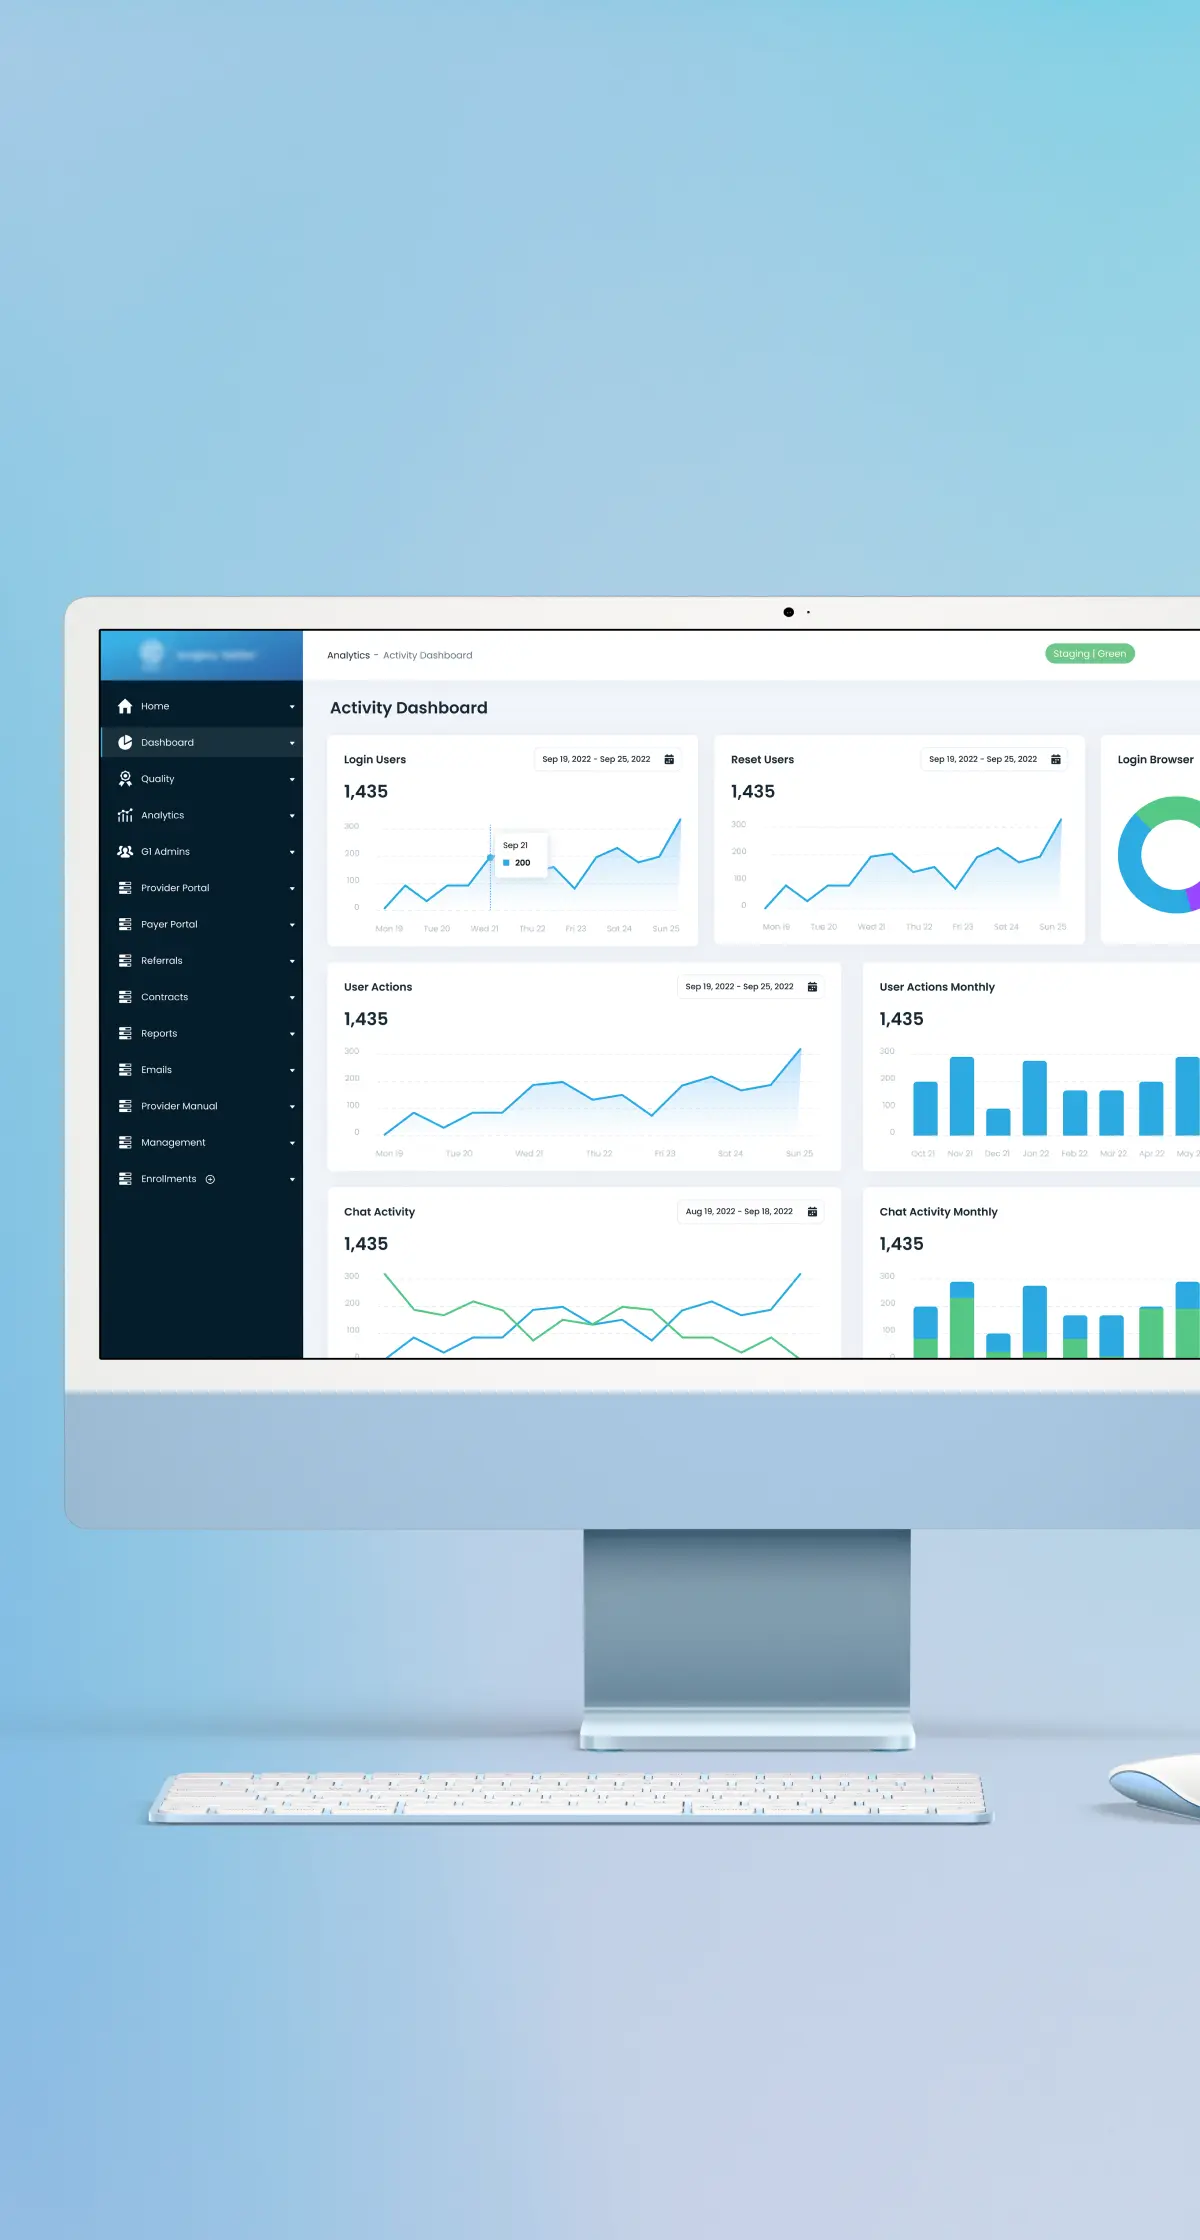 Analytics - Activity Dashboard
Staging | Green
Home
Dashboard
Quality
Analytics
G1 Admins
Provider Portal
Payer Portal
Referrals
Contracts
Reports
Emails
Provider Manual
Management
Enrollments
Activity Dashboard
Login Users
Sep 19, 2022 - Sep 25, 2022
1,435
300
200
100
0
Sep 21
200
Mon 19 Tue 20 Wed 21 Thu 22 Fri 23 Sat 24 Sun 25
Reset Users
Sep 19, 2022 - Sep 25, 2022
1,435
300
200
100
0
Mon 19 Tue 20 Wed 21 Thu 22 Fri 23 Sat 24 Sun 25
Login Browser
User Actions
Sep 19, 2022 - Sep 25, 2022
1,435
300
200
100
0
Mon 19 Tue 20 Wed 21 Thu 22 Fri 23 Sat 24 Sun 25
User Actions Monthly
1,435
300
200
100
0
Oct 21 Nov 21 Dec 21 Jan 22 Feb 22 Mar 22 Apr 22 May 2
Chat Activity
Aug 19, 2022 - Sep 18, 2022
1,435
300
200
100
0
Chat Activity Monthly
1,435
300
200
100
0